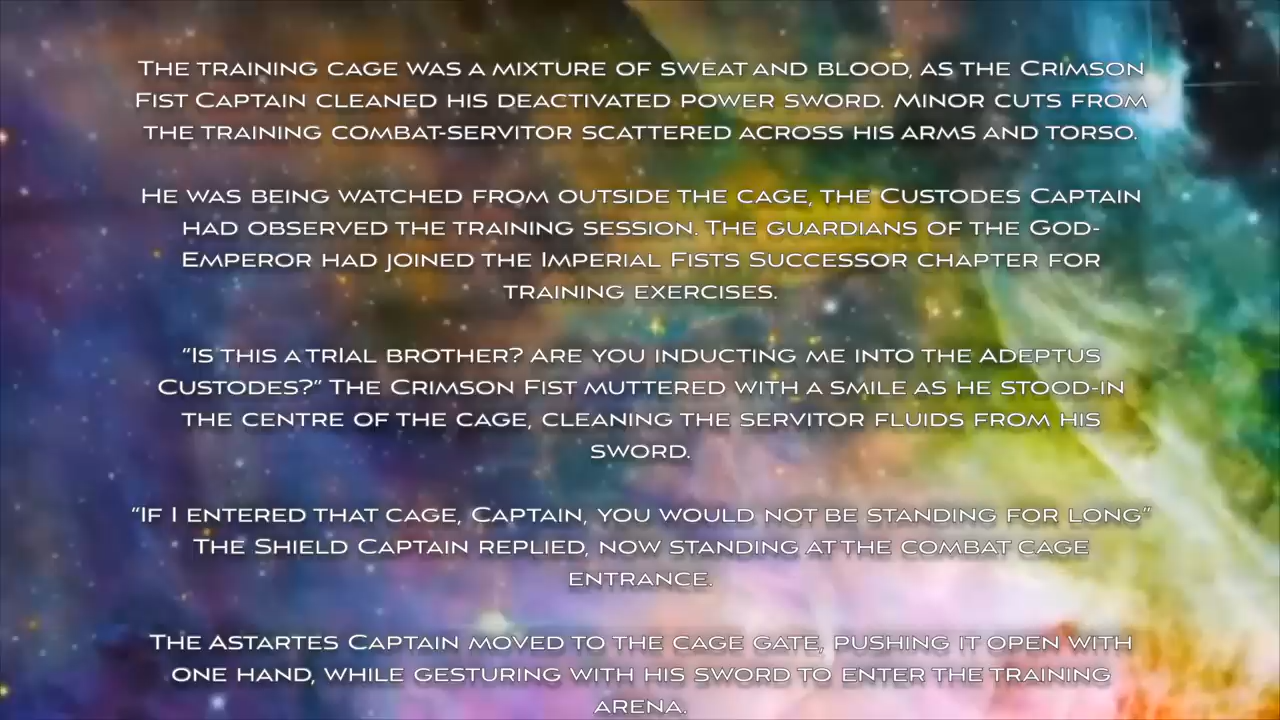 THE TRAINING CAGE WAS A MIXTURE OF SWEAT AND BLOOD, AS THE CRIMSON
FIST CAPTAIN CLEANED HIS DEACTIVATED POWER SWORD. MINOR CUTS FROM
THE TRAINING COMBAT-SERVITOR SCATTERED ACROSS HIS ARMS AND TORSO.
HE WAS BEING WATCHED FROM OUTSIDE THE CAGE, THE CUSTODES CAPTAIN
HAD OBSERVED THE TRAINING SESSION. THE GUARDIANS OF THE GOD-
EMPEROR HAD JOINED THE IMPERIAL FISTS SUCCESSOR CHAPTER FOR
TRAINING EXERCISES.
“IS THIS A TRIAL BROTHER? ARE YOU INDUCTING ME INTO THE ADEPTUS
CUSTODES?” THE CRIMSON FIST MUTTERED WITH A SMILE AS HE STOOD-IN
THE CENTRE OF THE CAGE, CLEANING THE SERVITOR FLUIDS FROM HIS
SWORD.
“IF I ENTERED THAT CAGE, CAPTAIN, YOU WOULD NOT BE STANDING FOR LONG”
THE SHIELD CAPTAIN REPLIED, NOW STANDING AT THE COMBAT CAGE
ENTRANCE.
THE ASTARTES CAPTAIN MOVED TO THE CAGE GATE, PUSHING IT OPEN WITH
ONE HAND, WHILE GESTURING WITH HIS SWORD TO ENTER THE TRAINING
ARENA.